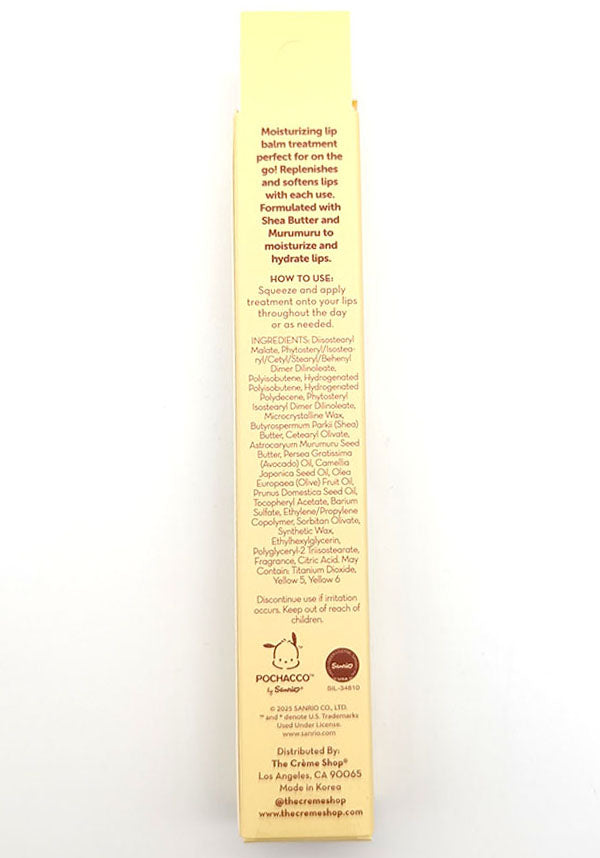 Moisturizing lip
balm treatment
perfect for on the
go! Replenishes
and softens lips
with each use.
Formulated with
Shea Butter and
Murumuru to
moisturize and
hydrate lips.
HOW TO USE:
Squeeze and apply
treatment onto your lips
throughout the day
or as needed.
INGREDIENTS: Diisostearyl
Malate, Phytosteryl/Isostea-
ryl/Cetyl/Stearyl/Behenyl
Dimer Dilinoleate,
Polyisobutene, Hydrogenated
Polyisobutene, Hydrogenated
Polydecene, Phytosteryl
Isostearyl Dimer Dilinoleate,
Microcrystalline Wax,
Butyrospermum Parkii (Shea)
Butter, Cetearyl Olivate,
Astrocaryum Murumuru Seed
Butter, Persea Gratissima
(Avocado) Oil, Camellia
Japonica Seed Oil, Olea
Europaea (Olive) Fruit Oil,
Prunus Domestica Seed Oil,
Tocopheryl Acetate, Barium
Sulfate, Ethylene/Propylene
Copolymer, Sorbitan Olivate,
Synthetic Wax,
Ethylhexylglycerin,
Polyglyceryl-2 Triisostearate,
Fragrance, Citric Acid. May
Contain: Titanium Dioxide,
Yellow 5, Yellow 6
Discontinue use if irritation
occurs. Keep out of reach of
children.
POCHACCO™
by Sanrio®
Sanrio
BIL-34810
© 2025 SANRIO CO., LTD.
™ and ® denote U.S. Trademarks
Used Under License.
www.sanrio.com
Distributed By:
The Crème Shop®
Los Angeles, CA 90065
Made in Korea
@thecremeshop
www.thecremeshop.com